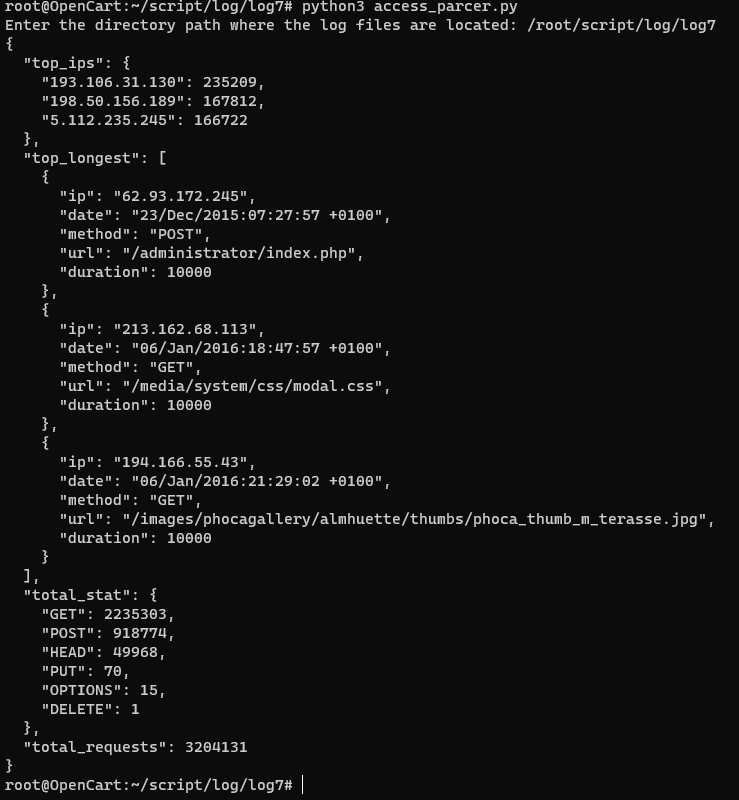 root@OpenCart:~/script/log/log7# python3 access_parcer.py
Enter the directory path where the log files are located: /root/script/log/log7
{
  "top_ips": {
    "193.106.31.130": 235209,
    "198.50.156.189": 167812,
    "5.112.235.245": 166722
  },
  "top_longest": [
    {
      "ip": "62.93.172.245",
      "date": "23/Dec/2015:07:27:57 +0100",
      "method": "POST",
      "url": "/administrator/index.php",
      "duration": 10000
    },
    {
      "ip": "213.162.68.113",
      "date": "06/Jan/2016:18:47:57 +0100",
      "method": "GET",
      "url": "/media/system/css/modal.css",
      "duration": 10000
    },
    {
      "ip": "194.166.55.43",
      "date": "06/Jan/2016:21:29:02 +0100",
      "method": "GET",
      "url": "/images/phocagallery/almhuette/thumbs/phoca_thumb_m_terasse.jpg",
      "duration": 10000
    }
  ],
  "total_stat": {
    "GET": 2235303,
    "POST": 918774,
    "HEAD": 49968,
    "PUT": 70,
    "OPTIONS": 15,
    "DELETE": 1
  },
  "total_requests": 3204131
}
root@OpenCart:~/script/log/log7#